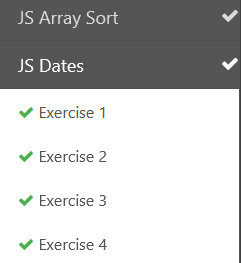 JS Array Sort
JS Dates
Exercise 1
Exercise 2
Exercise 3
Exercise 4